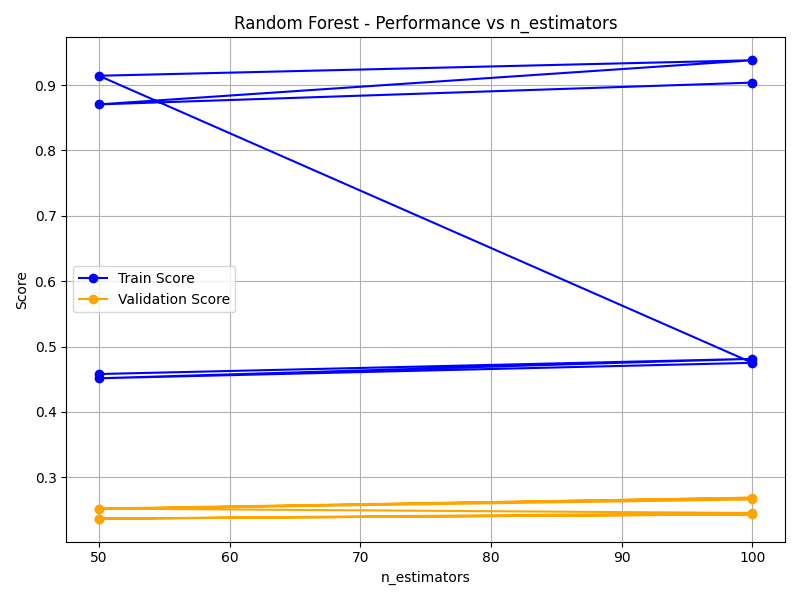 Random Forest - Performance vs n_estimators
Score
0.9
0.8
0.7
0.6
0.5
0.4
0.3
Train Score
Validation Score
50 60 70 80 90 100
n_estimators